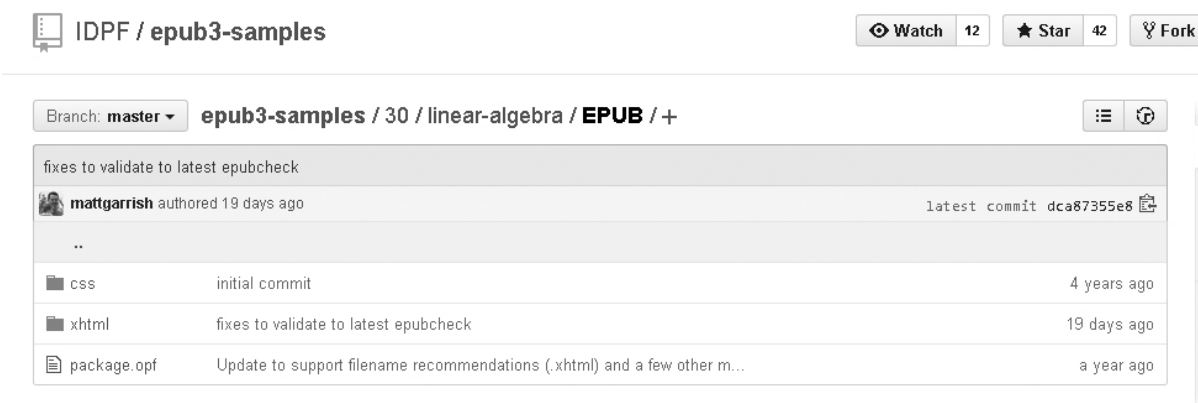 IDPF / epub3-samples
Watch 12 Star 42 Fork
Branch: master epub3-samples / 30 / linear-algebra / EPUB / +
fixes to validate to latest epubcheck
mattgarrish authored 19 days ago latest commit dca87355e8
..
css initial commit 4 years ago
xhtml fixes to validate to latest epubcheck 19 days ago
package.opf Update to support filename recommendations (.xhtml) and a few other m... a year ago